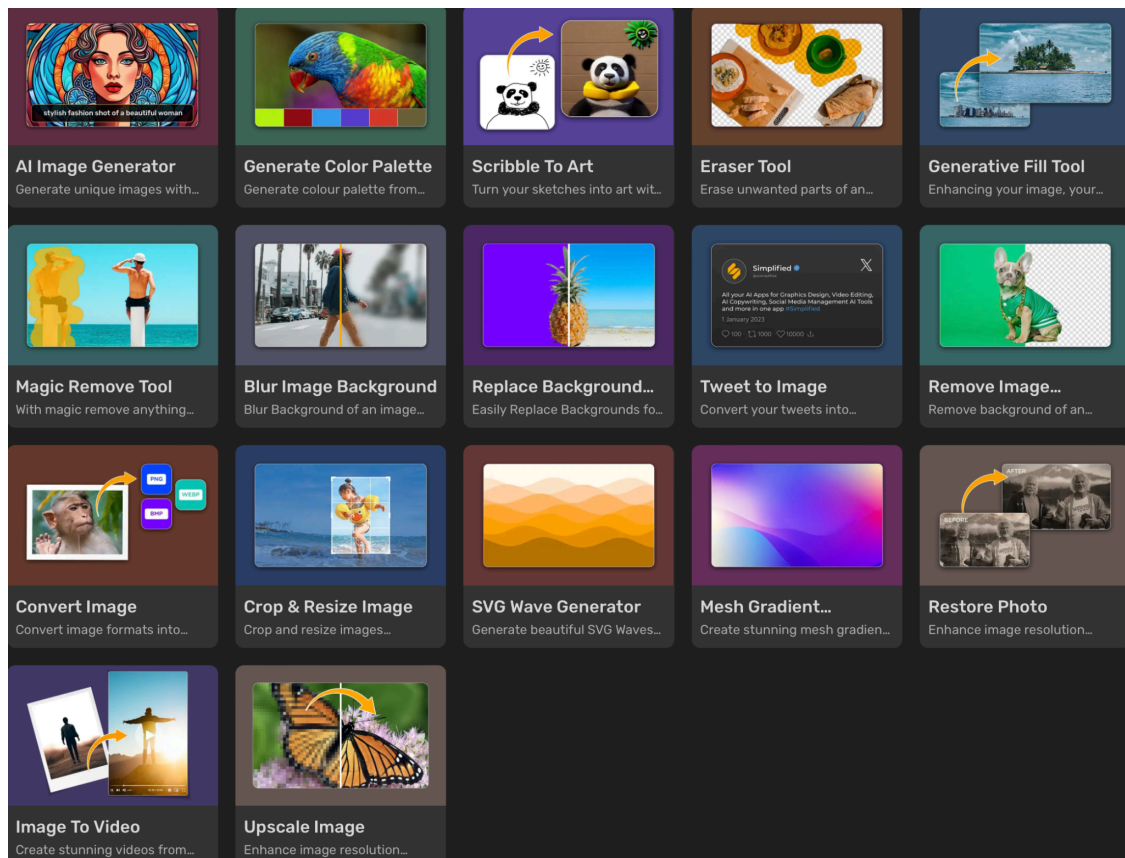 stylish fashion shot of a beautiful woman
AI Image Generator
Generate unique images with...
Generate Color Palette
Generate colour palette from...
Scribble To Art
Turn your sketches into art wit...
Eraser Tool
Erase unwanted parts of an...
Generative Fill Tool
Enhancing your image, your...
Magic Remove Tool
With magic remove anything...
Blur Image Background
Blur Background of an image...
Replace Background...
Easily Replace Backgrounds fo...
Simplified
All your AI Apps for Graphics Design, Video Editing,
AI Copywriting, Social Media Management AI Tools
and more in one app #Simplified
1 January 2023
100 1000 10000
Tweet to Image
Convert your tweets into...
Remove Image...
Remove background of an...
PNG
WEBP
BMP
Convert Image
Convert image formats into...
Crop & Resize Image
Crop and resize images...
SVG Wave Generator
Generate beautiful SVG Waves...
Mesh Gradient...
Create stunning mesh gradien...
AFTER
BEFORE
Restore Photo
Enhance image resolution...
Image To Video
Create stunning videos from...
Upscale Image
Enhance image resolution...